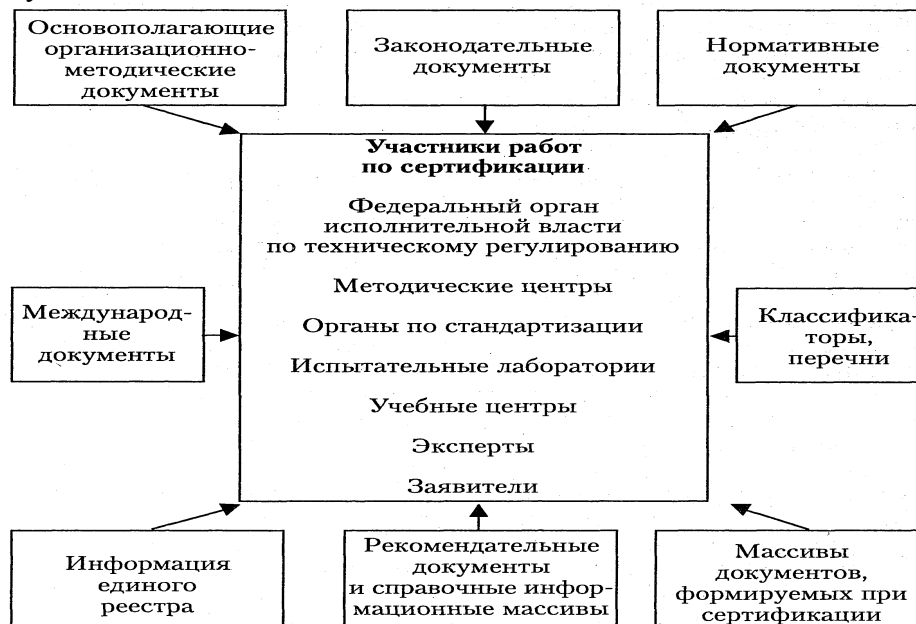 Основополагающие
организационно-
методические
документы
Законодательные
документы
Нормативные
документы
Участники работ
по сертификации
Федеральный орган
исполнительной власти
по техническому регулированию
Методические центры
Органы по стандартизации
Испытательные лаборатории
Учебные центры
Эксперты
Заявители
Международ-
ные
документы
Классифика-
торы,
перечни
Информация
единого
реестра
Рекомендательные
документы
и справочные инфор-
мационные массивы
Массивы
документов,
формируемых при
сертификации